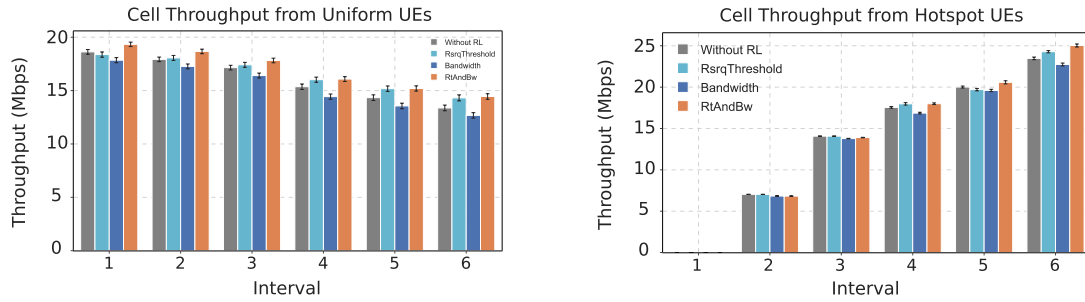 Cell Throughput from Uniform UEs
Throughput (Mbps)
20
15
10
5
0
Without RL
RsrqThreshold
Bandwidth
RtAndBw
1 2 3 4 5 6
Interval
Cell Throughput from Hotspot UEs
Throughput (Mbps)
25
20
15
10
5
0
Without RL
RsrqThreshold
Bandwidth
RtAndBw
1 2 3 4 5 6
Interval